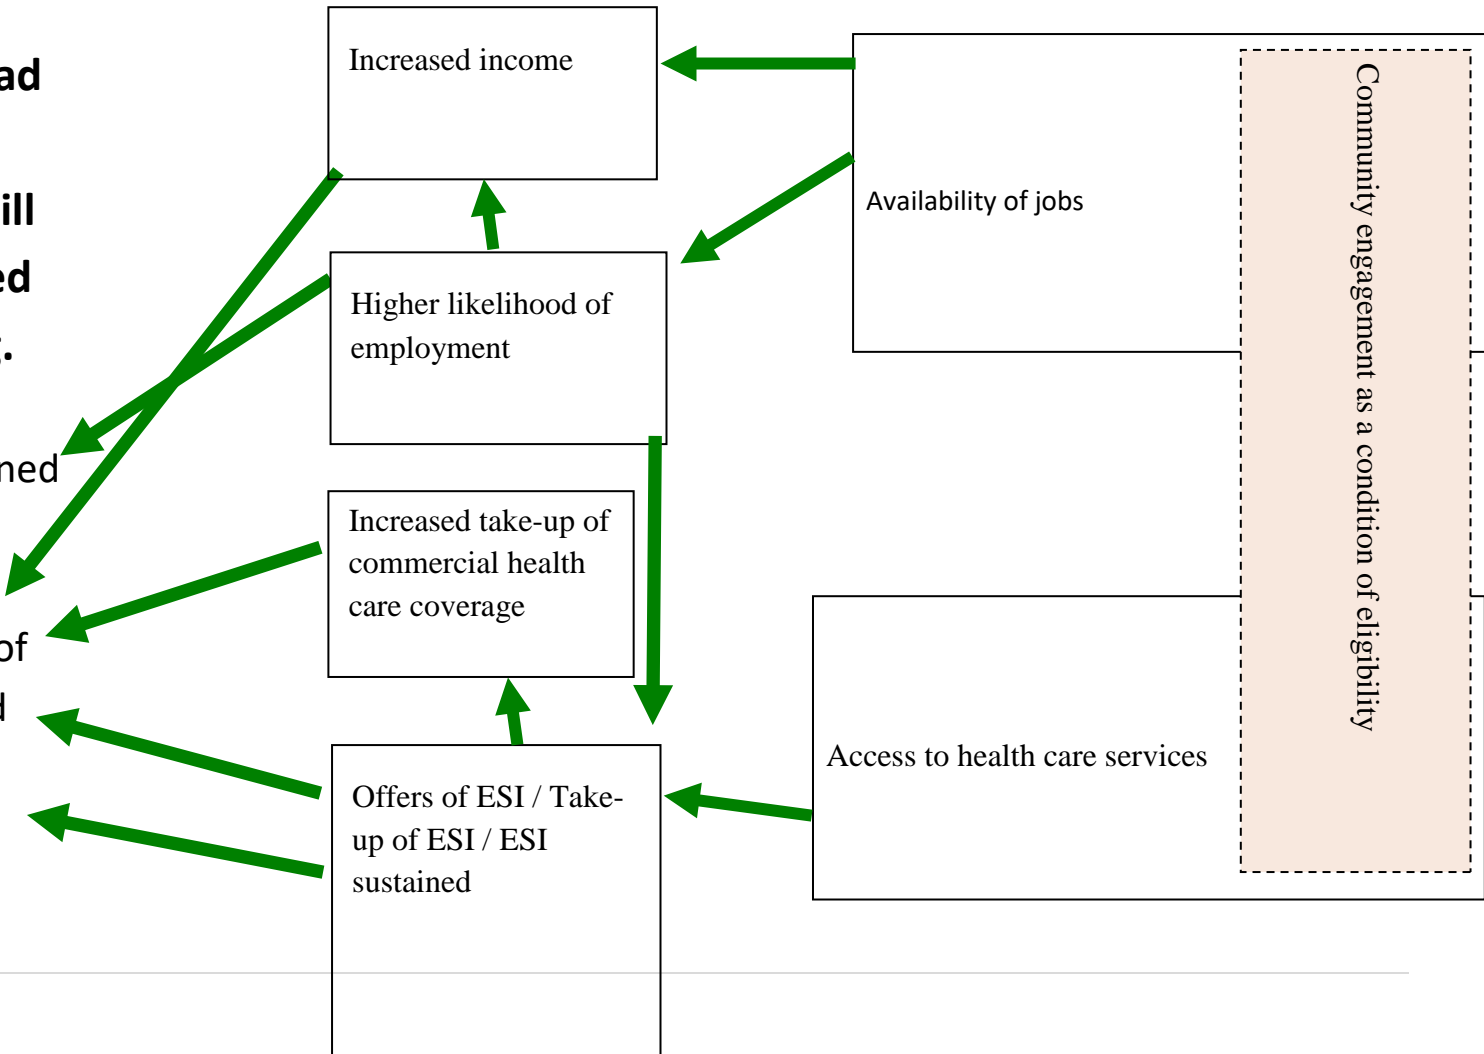 ad
ill
ed
ned
of
Increased income
Higher likelihood of
employment
Increased take-up of
commercial health
care coverage
Offers of ESI / Take-
up of ESI / ESI
sustained
Availability of jobs
Access to health care services
Community engagement as a condition of eligibility